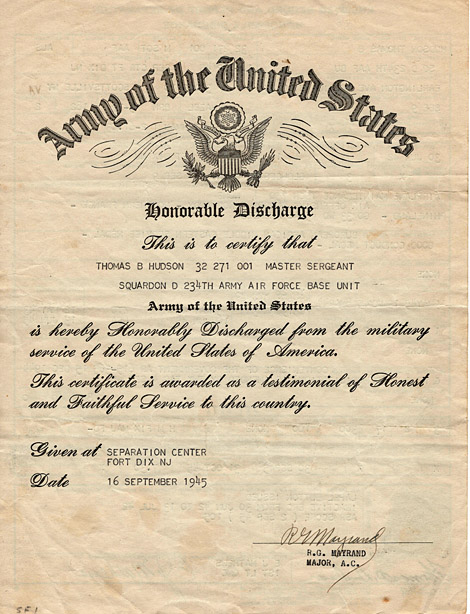 Army of the United States
Honorable Discharge
This is to certify that
THOMAS B HUDSON 32 271 001 MASTER SERGEANT
SQUARDON D 234TH ARMY AIR FORCE BASE UNIT
Army of the United States
is hereby Honorably Discharged from the military
service of the United States of America.
This certificate is awarded as a testimonial of Honest
and Faithful Service to this country.
Given at SEPARATION CENTER
FORT DIX NJ
Date 16 SEPTEMBER 1945
R G Mayrand
R.G. MAYRAND
MAJOR, A.C.